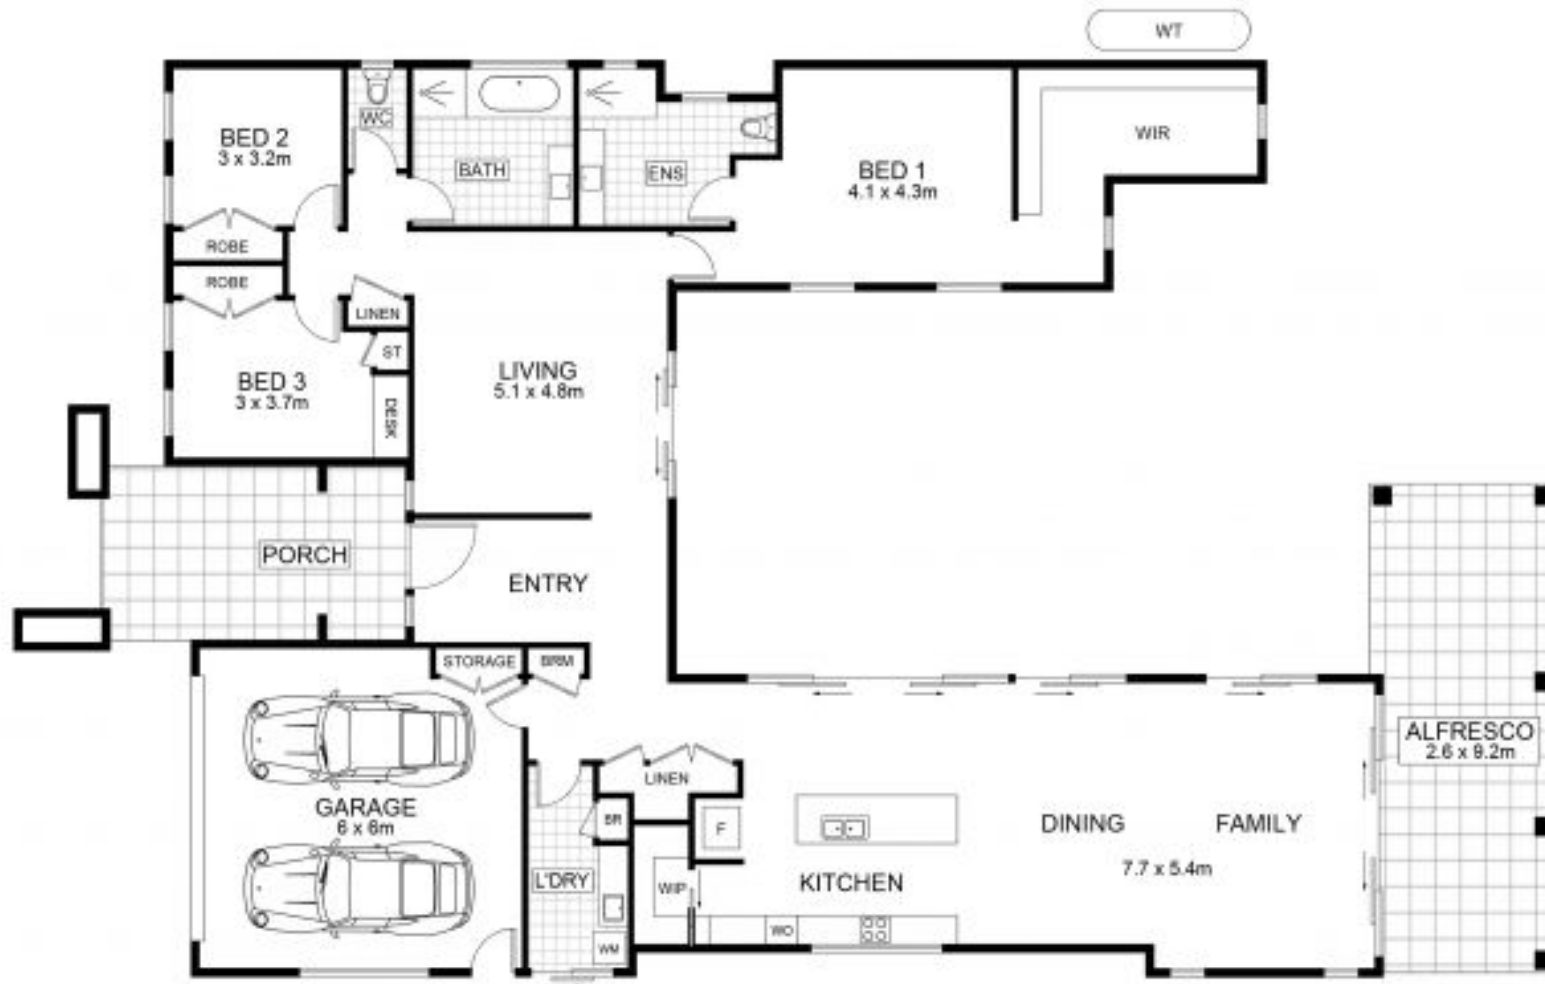 WT
BED 2
3 x 3.2m
WC
BATH
ENS
BED 1
4.1 x 4.3m
WIR
ROBE
ROBE
LINEN
ST
BED 3
3 x 3.7m
DESK
LIVING
5.1 x 4.8m
PORCH
ENTRY
STORAGE
BRM
GARAGE
6 x 6m
LINEN
BR
F
L'DRY
WIP
WM
WO
KITCHEN
DINING
FAMILY
7.7 x 5.4m
ALFRESCO
2.6 x 9.2m